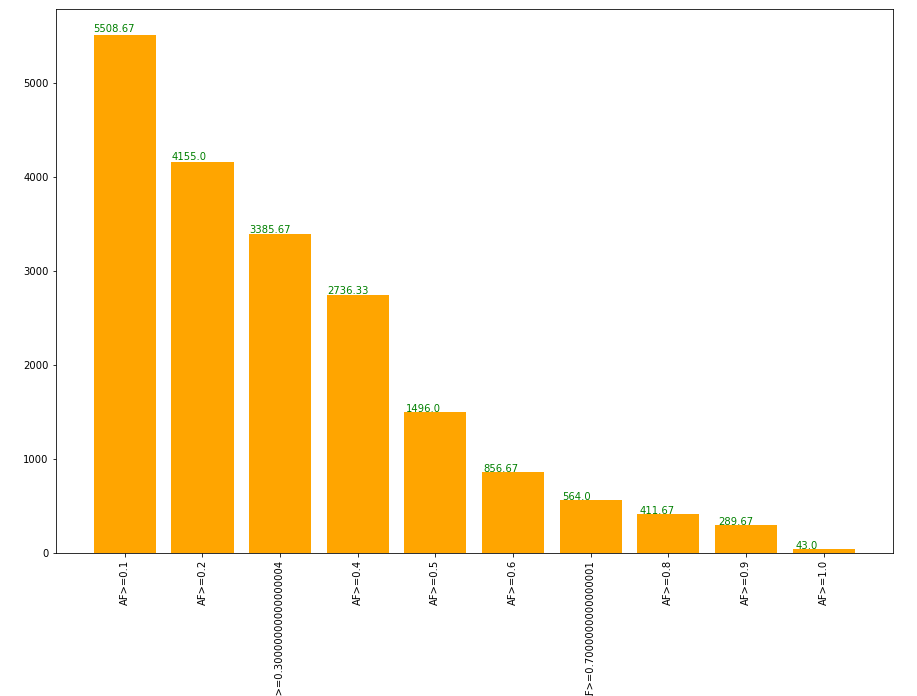 5508.67
4155.0
3385.67
2736.33
1496.0
856.67
564.0
411.67
289.67
43.0
5000
4000
3000
2000
1000
0
AF>=0.1
AF>=0.2
>=0.30000000000000004
AF>=0.4
AF>=0.5
AF>=0.6
F>=0.7000000000000001
AF>=0.8
AF>=0.9
AF>=1.0